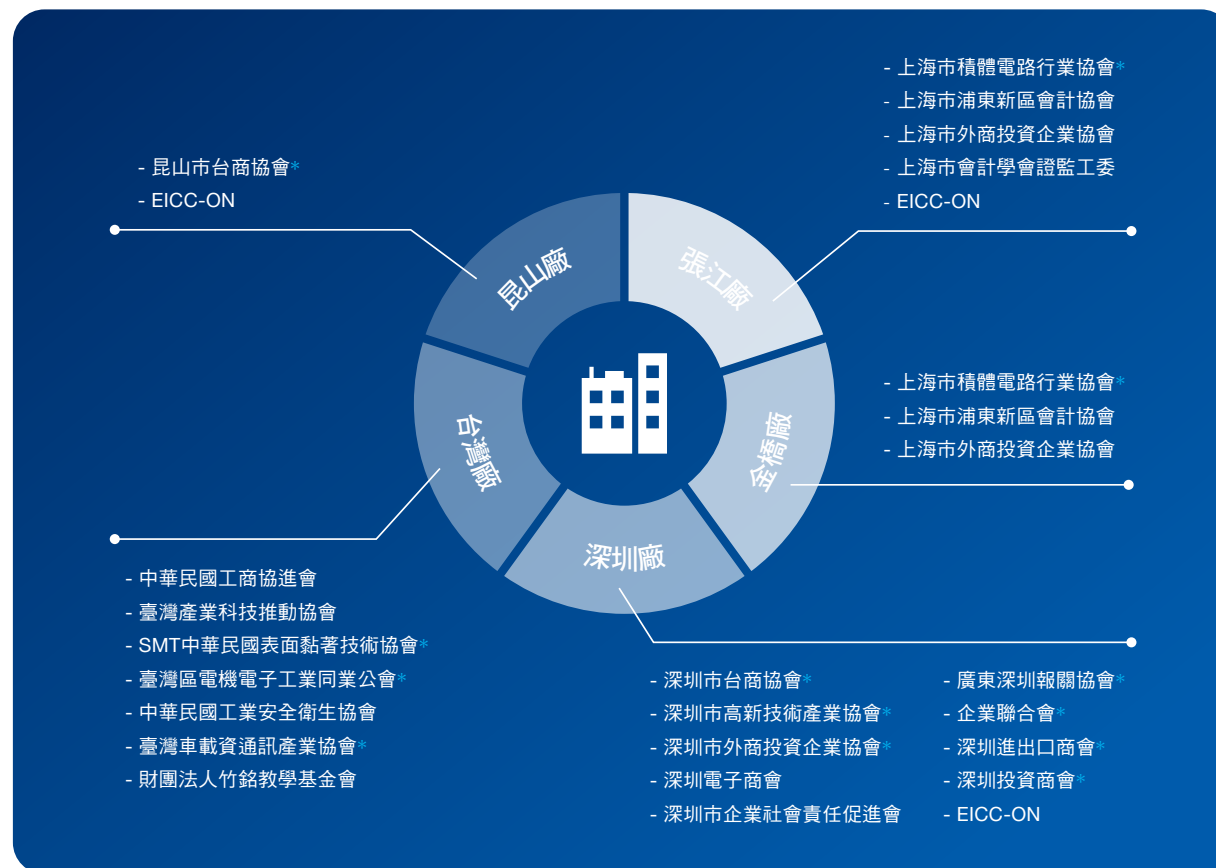 - 上海市積體電路行業協會*
- 上海市浦東新區會計協會
- 上海市外商投資企業協會
- 上海市會計學會證監工委
- EICC-ON
- 昆山市台商協會*
- EICC-ON
昆山廠
張江廠
- 上海市積體電路行業協會*
- 上海市浦東新區會計協會
- 上海市外商投資企業協會
台灣廠
金橋廠
深圳廠
- 中華民國工商協進會
- 臺灣產業科技推動協會
- SMT中華民國表面黏著技術協會*
- 臺灣區電機電子工業同業公會*
- 中華民國工業安全衛生協會
- 臺灣車載資通訊產業協會*
- 財團法人竹銘教學基金會
- 深圳市台商協會*
- 深圳市高新技術產業協會*
- 深圳市外商投資企業協會*
- 深圳電子商會
- 深圳市企業社會責任促進會
- 廣東深圳報關協會*
- 企業聯合會*
- 深圳進出口商會*
- 深圳投資商會*
- EICC-ON